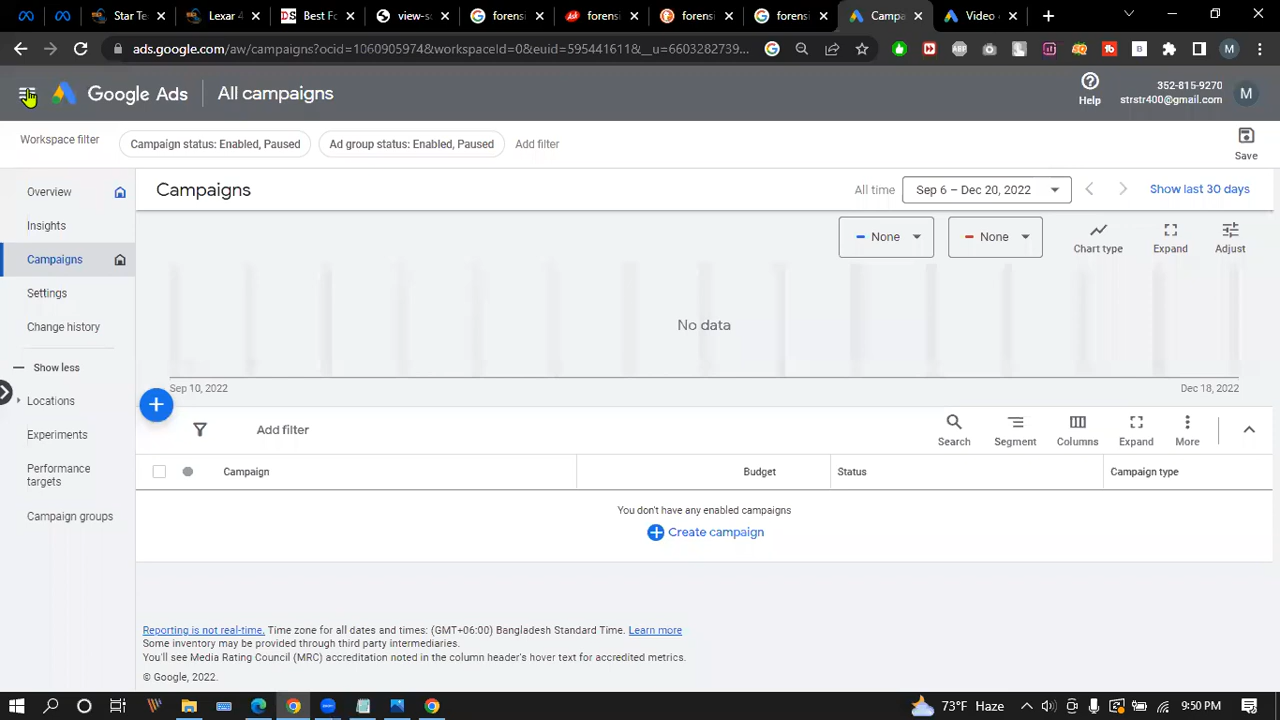 Star Te
Lexar 4
Best Fo
view-so
forensi
forensi
forensi
forensi
Campa
Video c
ads.google.com/aw/campaigns?ocid=1060905974&workspaceId=0&euid=595441611&__u=6603282739...
Google Ads
All campaigns
Help
352-815-9270
strstr400@gmail.com
M
Workspace filter
Campaign status: Enabled, Paused
Ad group status: Enabled, Paused
Add filter
Save
Overview
Insights
Campaigns
Settings
Change history
Show less
Locations
Experiments
Performance
targets
Campaign groups
Campaigns
All time
Sep 6 – Dec 20, 2022
Show last 30 days
None
None
Chart type
Expand
Adjust
No data
Sep 10, 2022
Dec 18, 2022
Add filter
Search
Segment
Columns
Expand
More
Campaign
Budget
Status
Campaign type
You don't have any enabled campaigns
Create campaign
Reporting is not real-time. Time zone for all dates and times: (GMT+06:00) Bangladesh Standard Time. Learn more
Some inventory may be provided through third party intermediaries.
You'll see Media Rating Council (MRC) accreditation noted in the column header's hover text for accredited metrics.
© Google, 2022.
73°F Haze
9:50 PM